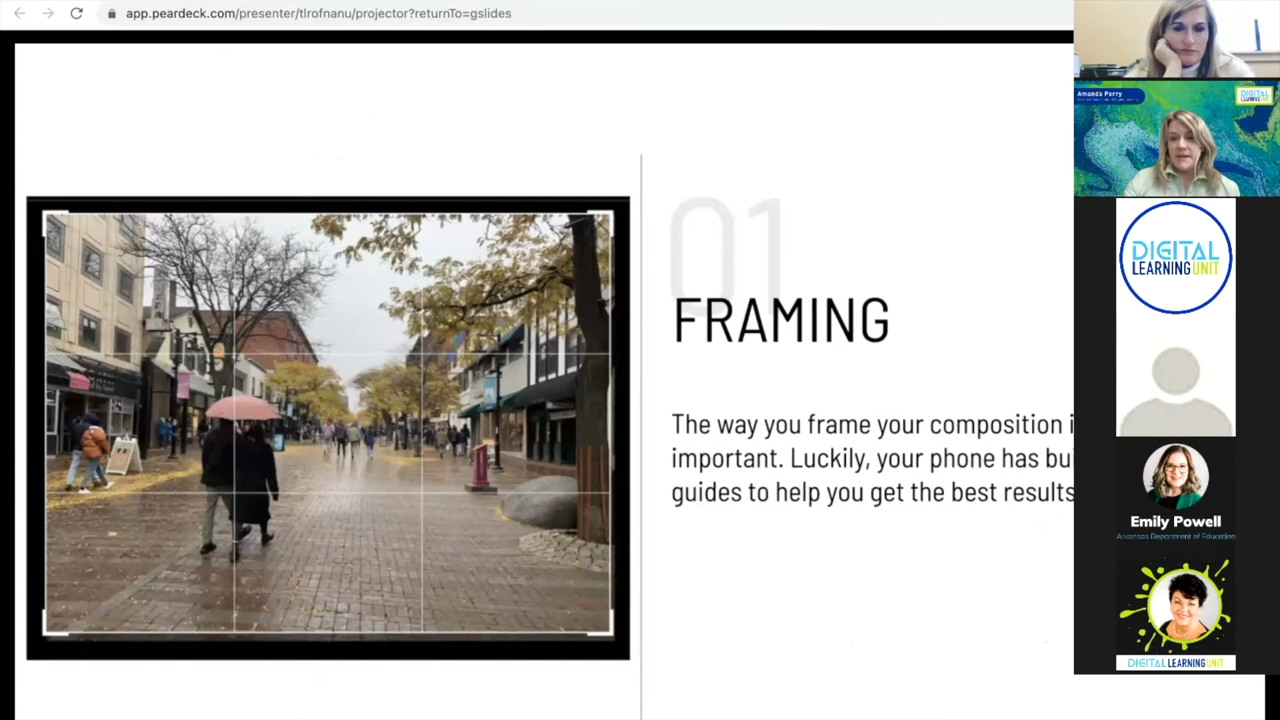 app.peardeck.com/presenter/tlrofnanu/projector?returnTo=gslides
01
FRAMING
The way you frame your composition i
important. Luckily, your phone has bu
guides to help you get the best results
Amanda Perry
DIGITAL
LEARNING UNIT
DIGITAL
LEARNING UNIT
Emily Powell
Arkansas Department of Education
DIGITAL LEARNING UNIT